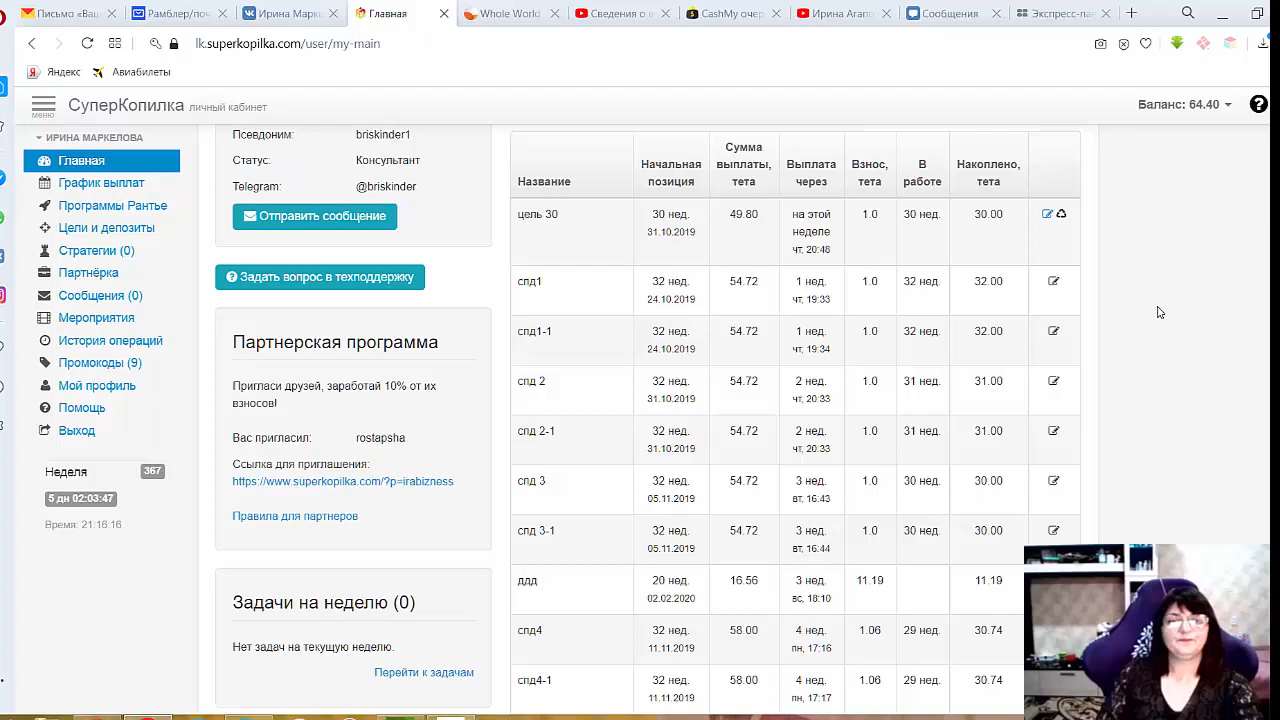 Письмо «Ваш
Рамблер/поч
Ирина Марк
Главная
Whole World
Сведения о в
CashMy очер
Ирина Arап
Сообщения
Экспресс-па
lk.superkopilka.com/user/my-main
Яндекс
Авиабилеты
меню
СуперКопилка личный кабинет
Баланс: 64.40
ИРИНА МАРКЕЛОВА
Главная
График выплат
Программы Рантье
Цели и депозиты
Стратегии (0)
Партнёрка
Сообщения (0)
Мероприятия
История операций
Промокоды (9)
Мой профиль
Помощь
Выход
Неделя 367
5 дн 02:03:47
Время: 21:16:16
Псевдоним: briskinder1
Статус: Консультант
Telegram: @briskinder
Отправить сообщение
Задать вопрос в техподдержку
Партнерская программа
Пригласи друзей, заработай 10% от их
взносов!
Вас пригласил: rostapsha
Ссылка для приглашения:
https://www.superkopilka.com/?p=irabizness
Правила для партнеров
Задачи на неделю (0)
Нет задач на текущую неделю.
Перейти к задачам
Название | Начальная позиция | Сумма выплаты, тета | Выплата через | Взнос, тета | В работе | Накоплено, тета
цель 30 | 30 нед. 31.10.2019 | 49.80 | на этой неделе чт, 20:48 | 1.0 | 30 нед. | 30.00
спд1 | 32 нед. 24.10.2019 | 54.72 | 1 нед. чт, 19:33 | 1.0 | 32 нед. | 32.00
спд1-1 | 32 нед. 24.10.2019 | 54.72 | 1 нед. чт, 19:34 | 1.0 | 32 нед. | 32.00
спд 2 | 32 нед. 31.10.2019 | 54.72 | 2 нед. чт, 20:33 | 1.0 | 31 нед. | 31.00
спд 2-1 | 32 нед. 31.10.2019 | 54.72 | 2 нед. чт, 20:33 | 1.0 | 31 нед. | 31.00
спд 3 | 32 нед. 05.11.2019 | 54.72 | 3 нед. вт, 16:43 | 1.0 | 30 нед. | 30.00
спд 3-1 | 32 нед. 05.11.2019 | 54.72 | 3 нед. вт, 16:44 | 1.0 | 30 нед. | 30.00
ддд | 20 нед. 02.02.2020 | 16.56 | 3 нед. вс, 18:10 | 11.19 | 11.19
спд4 | 32 нед. 11.11.2019 | 58.00 | 4 нед. пн, 17:16 | 1.06 | 29 нед. | 30.74
спд4-1 | 32 нед. 11.11.2019 | 58.00 | 4 нед. пн, 17:17 | 1.06 | 29 нед. | 30.74